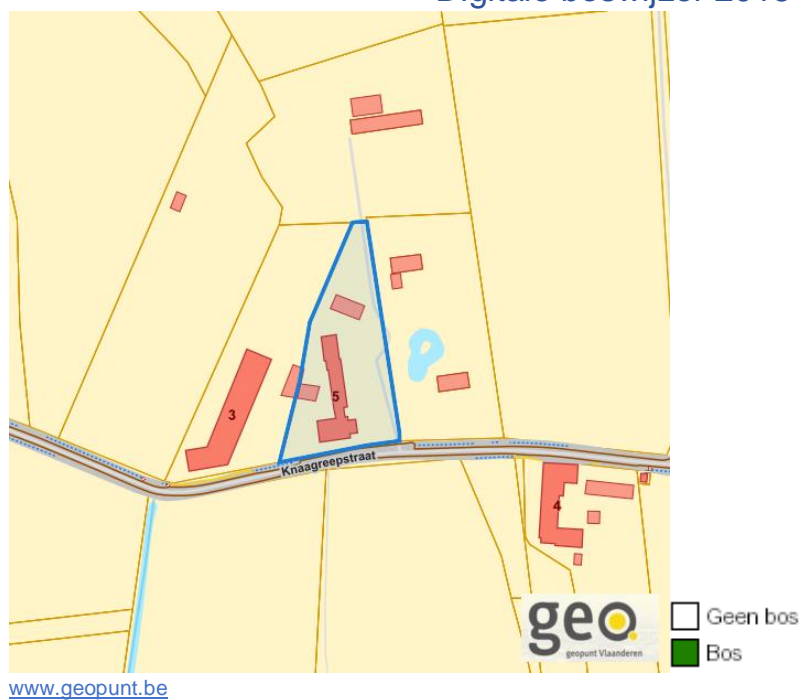 3
5
Knaagreepstraat
4
geo.
geopunt Vlaanderen
Geen bos
Bos
www.geopunt.be